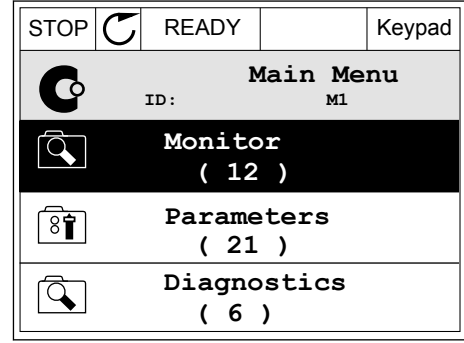 STOP READY Keypad
Main Menu
ID: M1
Monitor
( 12 )
Parameters
( 21 )
Diagnostics
( 6 )